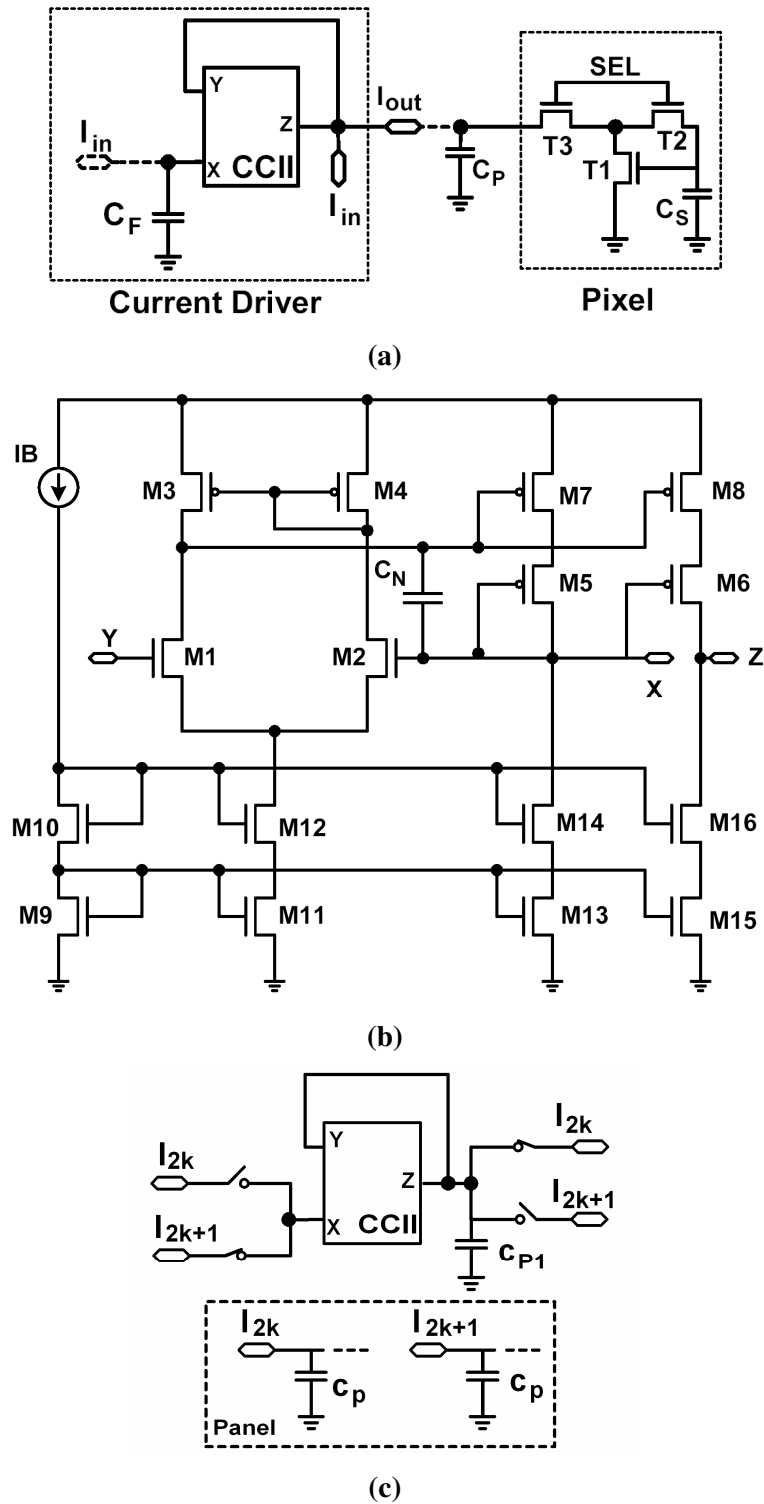 Y
SEL
I_out
I_in
Z
T3
T2
T1
X
CCII
C_P
C_S
C_F
I_in
Current Driver
Pixel
(a)
IB
M3
M4
M7
M8
C_N
M5
M6
Y
M1
M2
X
Z
M10
M12
M14
M16
M9
M11
M13
M15
(b)
Y
I_2k
I_2k
Z
I_2k+1
X
CCII
I_2k+1
C_P1
I_2k
I_2k+1
C_p
C_p
Panel
(c)